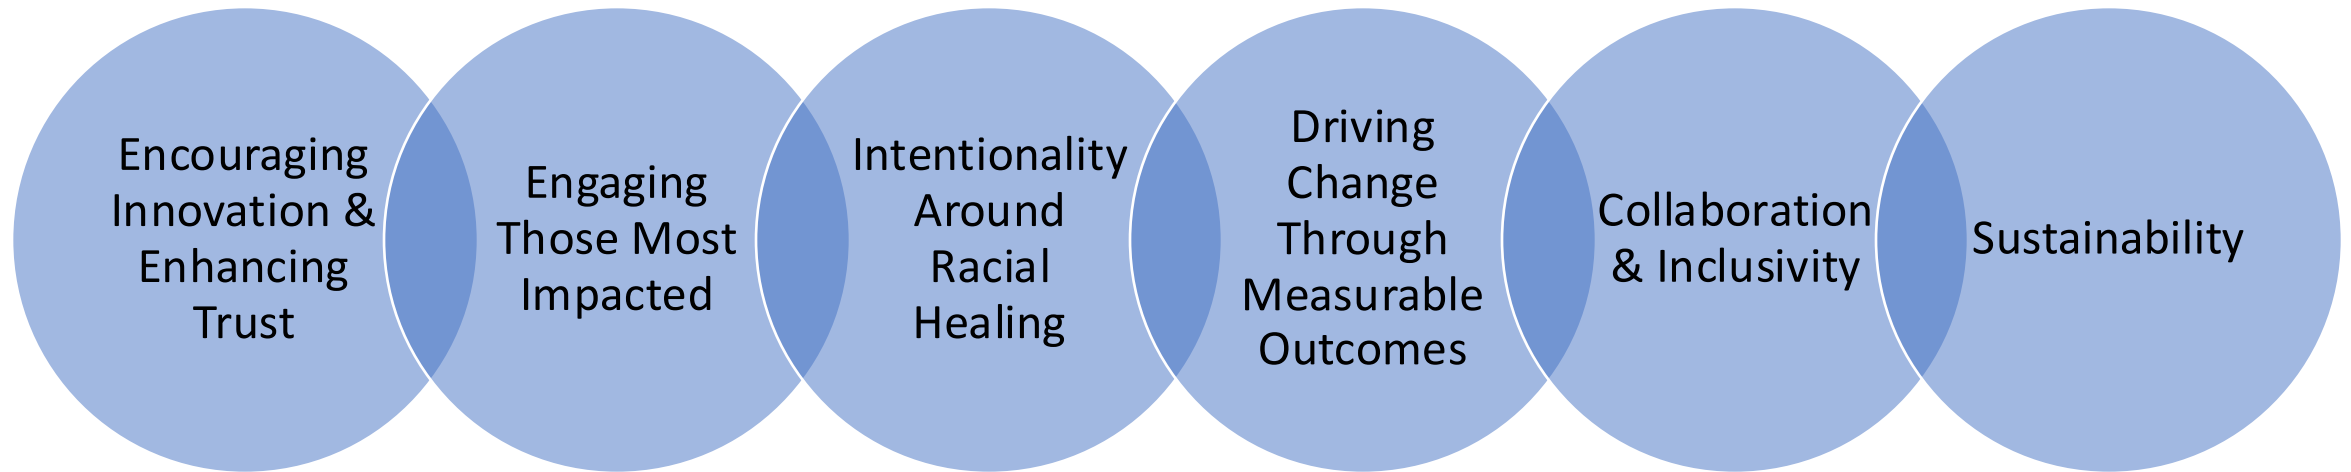 Encouraging
Innovation &
Enhancing
Trust
Engaging
Those Most
Impacted
Intentionality
Around
Racial
Healing
Driving
Change
Through
Measurable
Outcomes
Collaboration
& Inclusivity
Sustainability